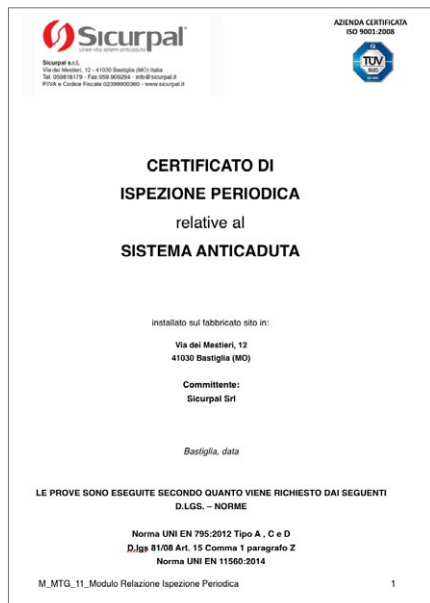 Sicurpal
Linee vita sistemi anticaduta
AZIENDA CERTIFICATA
ISO 9001:2008
TÜV
Sicurpal s.r.l.
Via dei Mestieri, 12 - 41030 Bastiglia (MO) Italia
Tel. 059818179 - Fax 059.909294 - info@sicurpal.it
P.IVA e Codice Fiscale 02399900360 - www.sicurpal.it
CERTIFICATO DI
ISPEZIONE PERIODICA
relative al
SISTEMA ANTICADUTA
installato sul fabbricato sito in:
Via dei Mestieri, 12
41030 Bastiglia (MO)
Committente:
Sicurpal Srl
Bastiglia, data
LE PROVE SONO ESEGUITE SECONDO QUANTO VIENE RICHIESTO DAI SEGUENTI
D.LGS. – NORME
Norma UNI EN 795:2012 Tipo A , C e D
D.lgs 81/08 Art. 15 Comma 1 paragrafo Z
Norma UNI EN 11560:2014
M_MTG_11_Modulo Relazione Ispezione Periodica 1